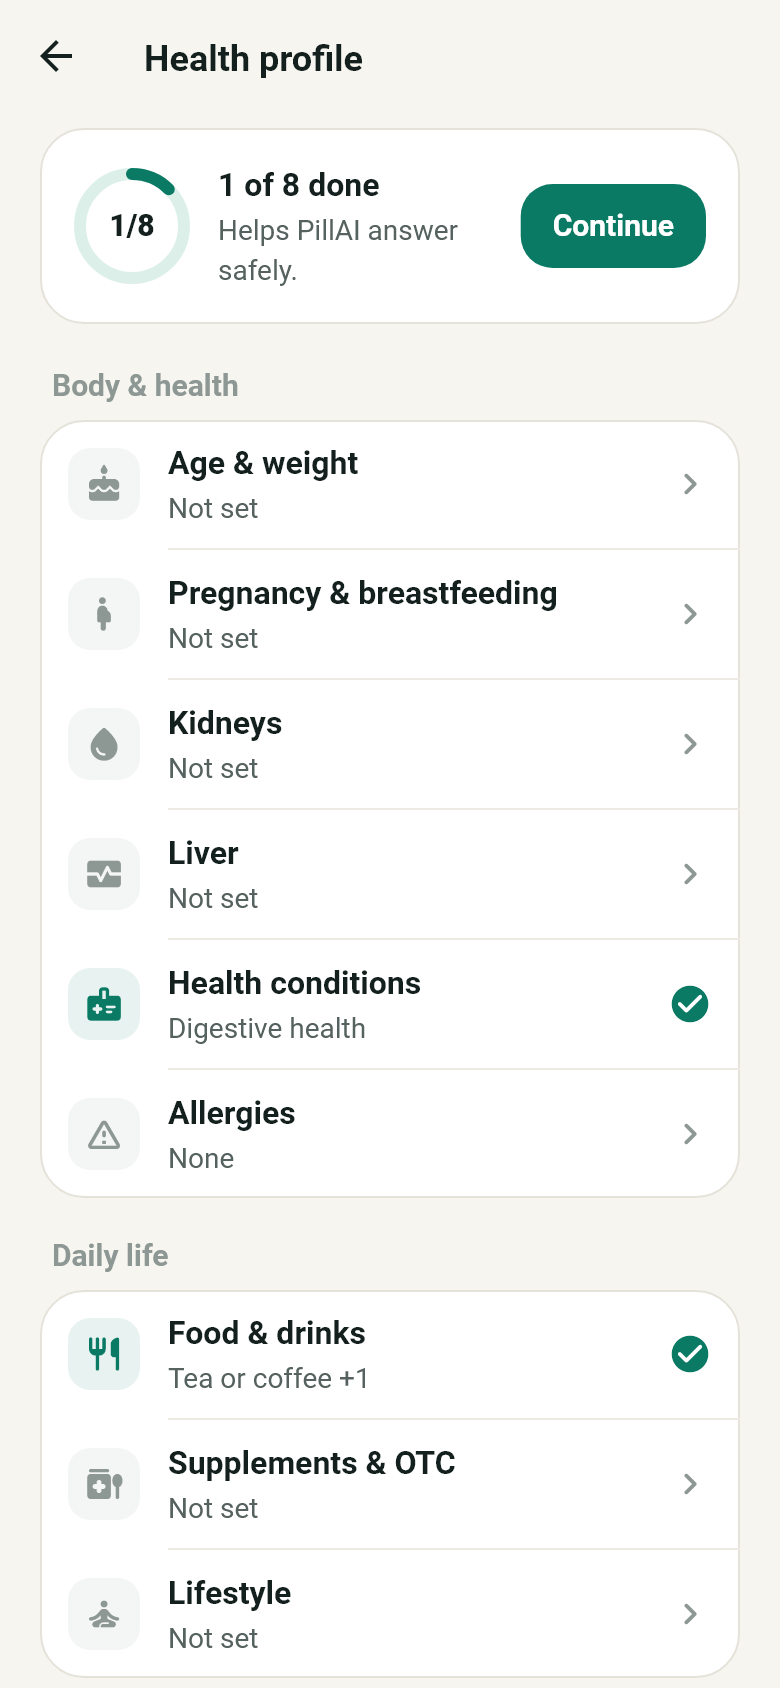 Health profile
1/8
1 of 8 done
Helps PillAI answer
safely.
Continue
Body & health
Age & weight
Not set
Pregnancy & breastfeeding
Not set
Kidneys
Not set
Liver
Not set
Health conditions
Digestive health
Allergies
None
Daily life
Food & drinks
Tea or coffee +1
Supplements & OTC
Not set
Lifestyle
Not set